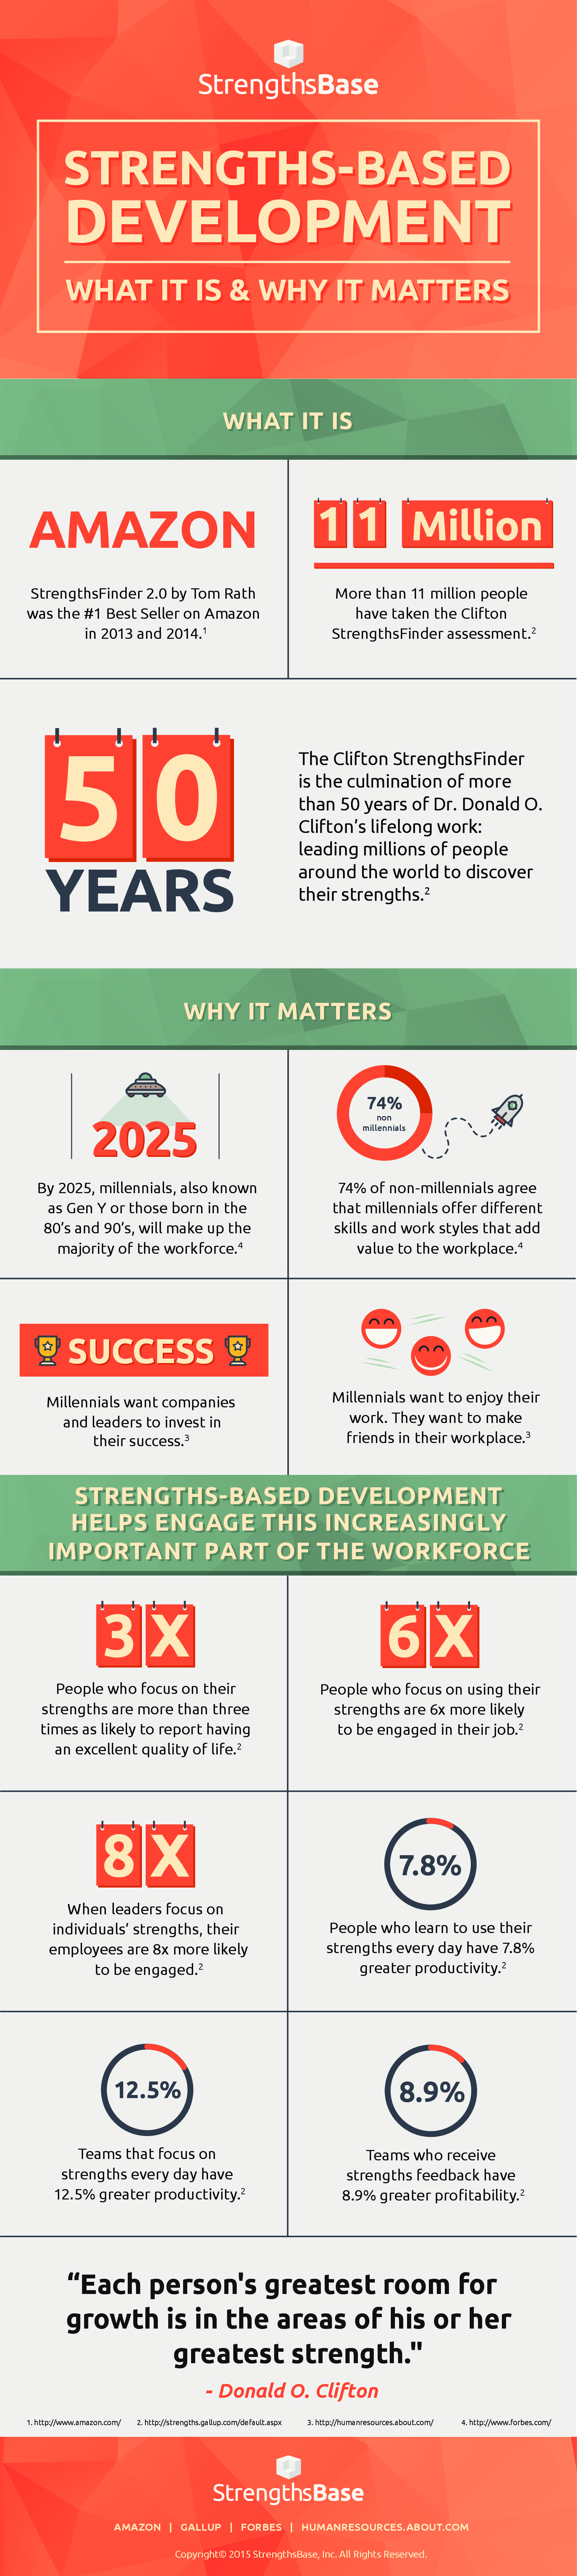 StrengthsBase
STRENGTHS-BASED
DEVELOPMENT
WHAT IT IS & WHY IT MATTERS
WHAT IT IS
AMAZON
StrengthsFinder 2.0 by Tom Rath
was the #1 Best Seller on Amazon
in 2013 and 2014.¹
11 Million
More than 11 million people
have taken the Clifton
StrengthsFinder assessment.²
50
YEARS
The Clifton StrengthsFinder
is the culmination of more
than 50 years of Dr. Donald O.
Clifton’s lifelong work:
leading millions of people
around the world to discover
their strengths.²
WHY IT MATTERS
2025
By 2025, millennials, also known
as Gen Y or those born in the
80’s and 90’s, will make up the
majority of the workforce.⁴
74%
non
millennials
74% of non-millennials agree
that millennials offer different
skills and work styles that add
value to the workplace.⁴
SUCCESS
Millennials want companies
and leaders to invest in
their success.³
Millennials want to enjoy their
work. They want to make
friends in their workplace.³
STRENGTHS-BASED DEVELOPMENT
HELPS ENGAGE THIS INCREASINGLY
IMPORTANT PART OF THE WORKFORCE
3X
People who focus on their
strengths are more than three
times as likely to report having
an excellent quality of life.²
6X
People who focus on using their
strengths are 6x more likely
to be engaged in their job.²
8X
When leaders focus on
individuals’ strengths, their
employees are 8x more likely
to be engaged.²
7.8%
People who learn to use their
strengths every day have 7.8%
greater productivity.²
12.5%
Teams that focus on
strengths every day have
12.5% greater productivity.²
8.9%
Teams who receive
strengths feedback have
8.9% greater profitability.²
“Each person's greatest room for
growth is in the areas of his or her
greatest strength."
- Donald O. Clifton
1. http://www.amazon.com/ 2. http://strengths.gallup.com/default.aspx 3. http://humanresources.about.com/ 4. http://www.forbes.com/
StrengthsBase
AMAZON | GALLUP | FORBES | HUMANRESOURCES.ABOUT.COM
Copyright© 2015 StrengthsBase, Inc. All Rights Reserved.